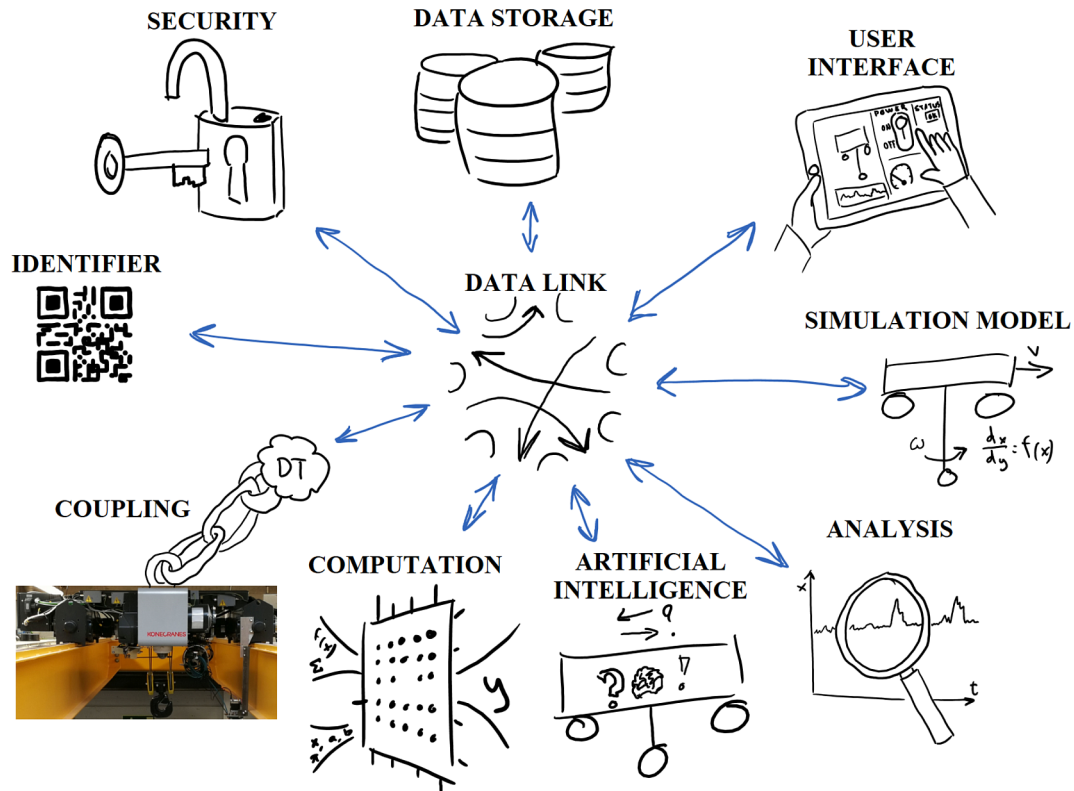 SECURITY
DATA STORAGE
USER
INTERFACE
POWER
ON
OFF
STATUS
OK
IDENTIFIER
DATA LINK
SIMULATION MODEL
v
ω
dx
dy
= f(x)
DT
COUPLING
KONECRANES
COMPUTATION
f(x)
Σ
y
ARTIFICIAL
INTELLIGENCE
?
?
!?
ANALYSIS
x
t